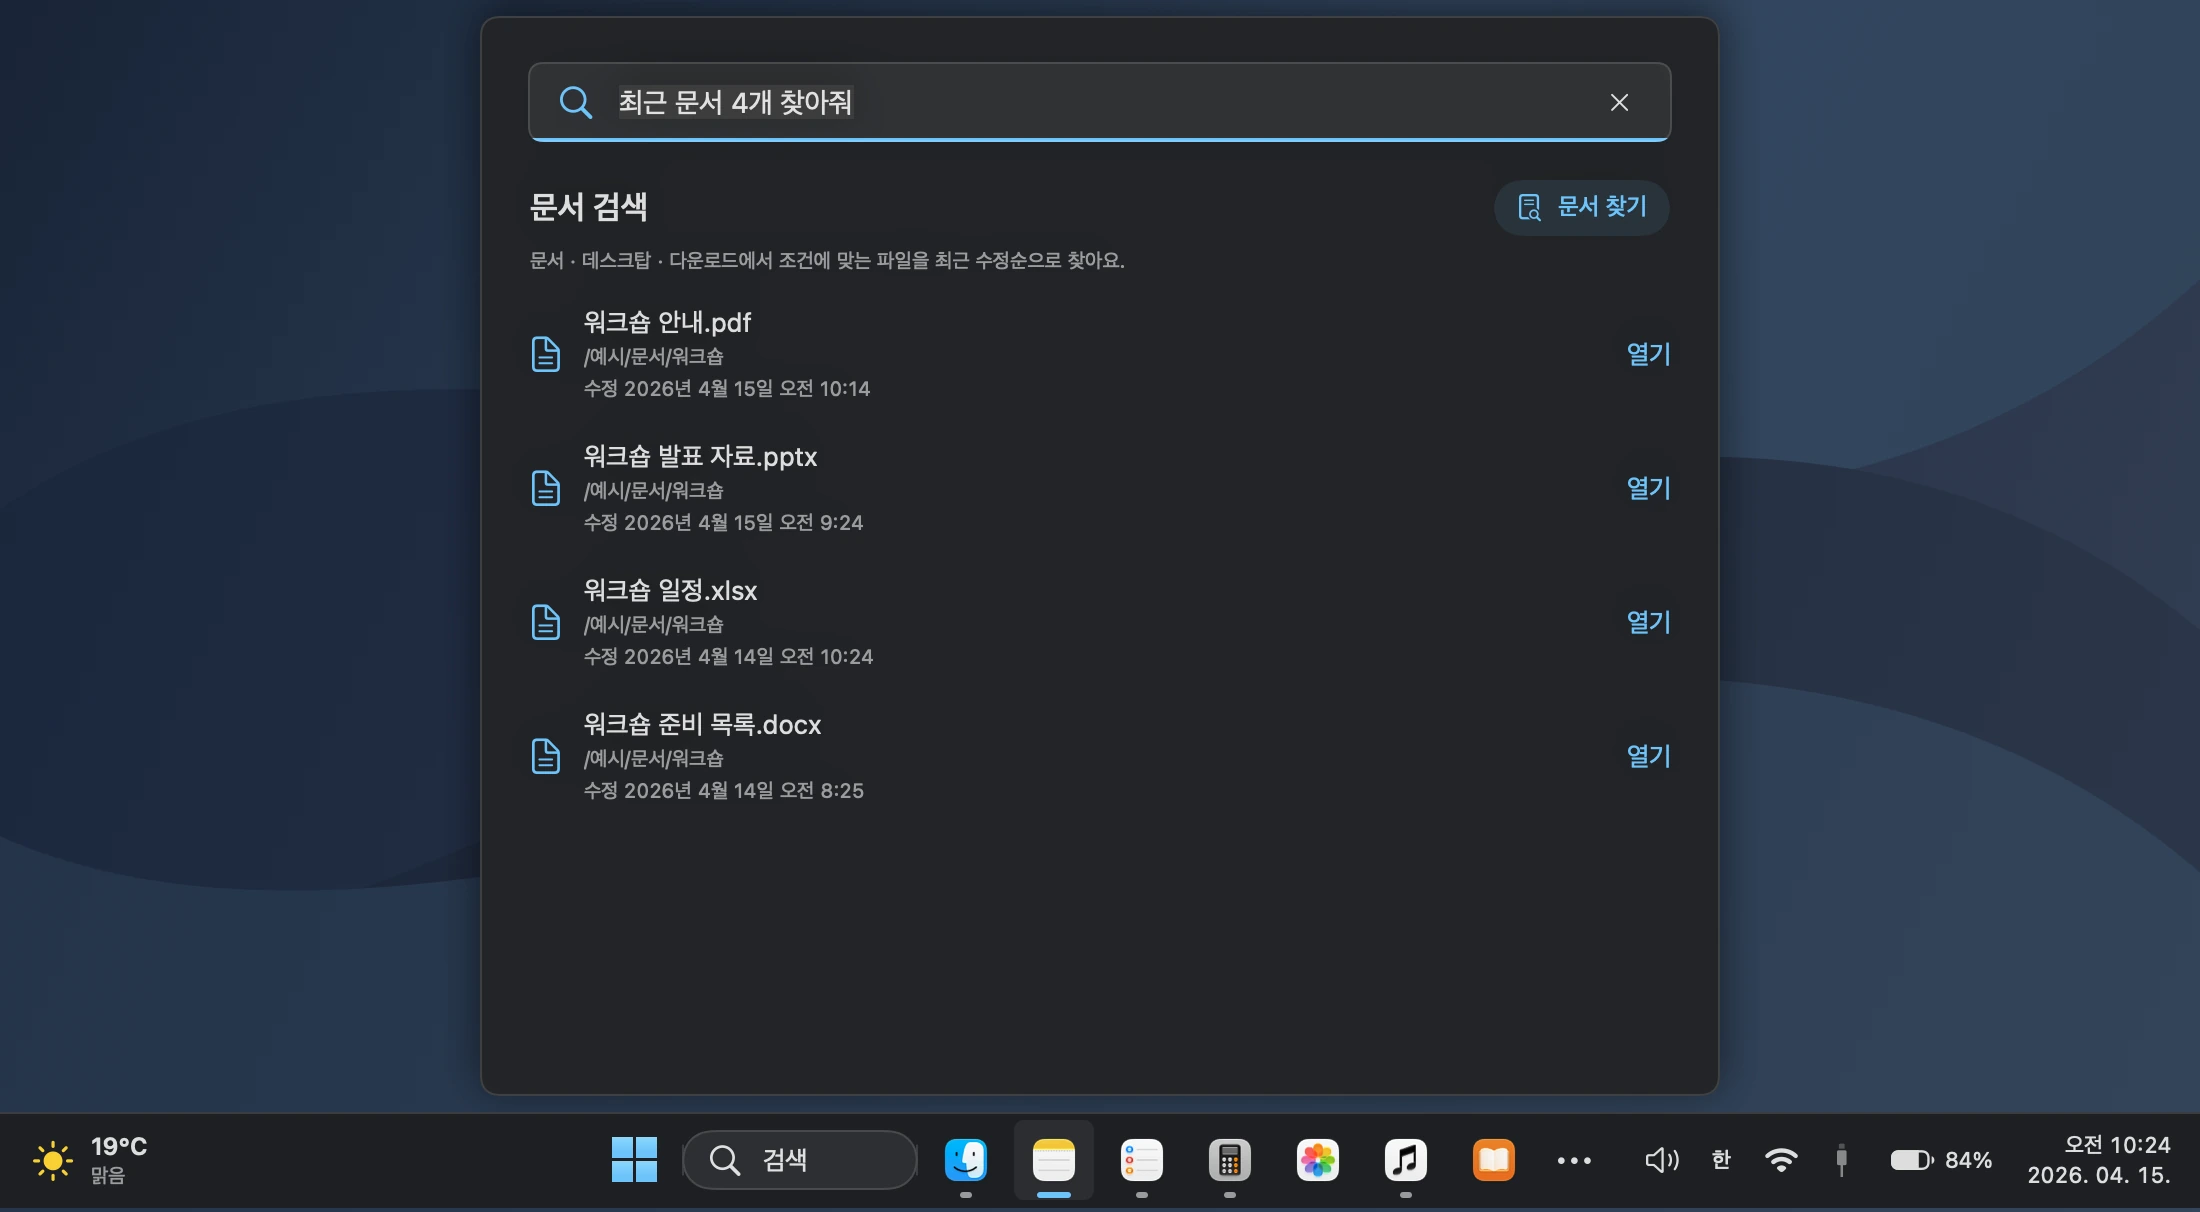 최근 문서 4개 찾아줘
문서 검색
문서 찾기
문서 · 데스크탑 · 다운로드에서 조건에 맞는 파일을 최근 수정순으로 찾아요.
워크숍 안내.pdf
/예시/문서/워크숍
수정 2026년 4월 15일 오전 10:14
열기
워크숍 발표 자료.pptx
/예시/문서/워크숍
수정 2026년 4월 15일 오전 9:24
열기
워크숍 일정.xlsx
/예시/문서/워크숍
수정 2026년 4월 14일 오전 10:24
열기
워크숍 준비 목록.docx
/예시/문서/워크숍
수정 2026년 4월 14일 오전 8:25
열기
19°C
맑음
검색
한
84%
오전 10:24
2026. 04. 15.